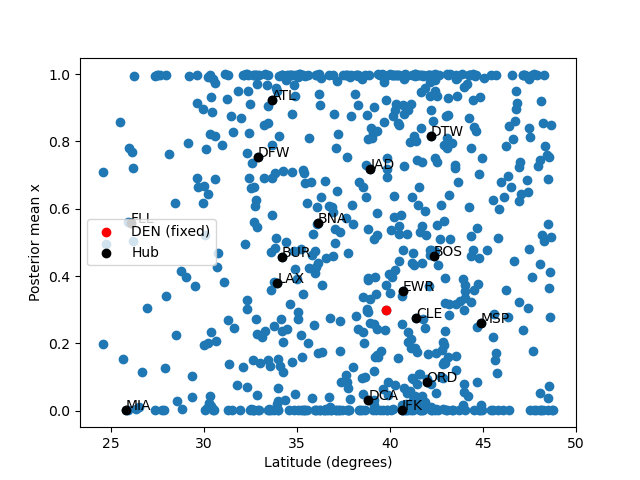 1.0
0.8
0.6
0.4
0.2
0.0
Posterior mean x
ATL
DTW
DFW
IAD
FLL
BNA
DEN (fixed)
Hub
BUR
BOS
LAX
EWR
CLE
MSP
ORD
DCA
MIA
JFK
25 30 35 40 45 50
Latitude (degrees)